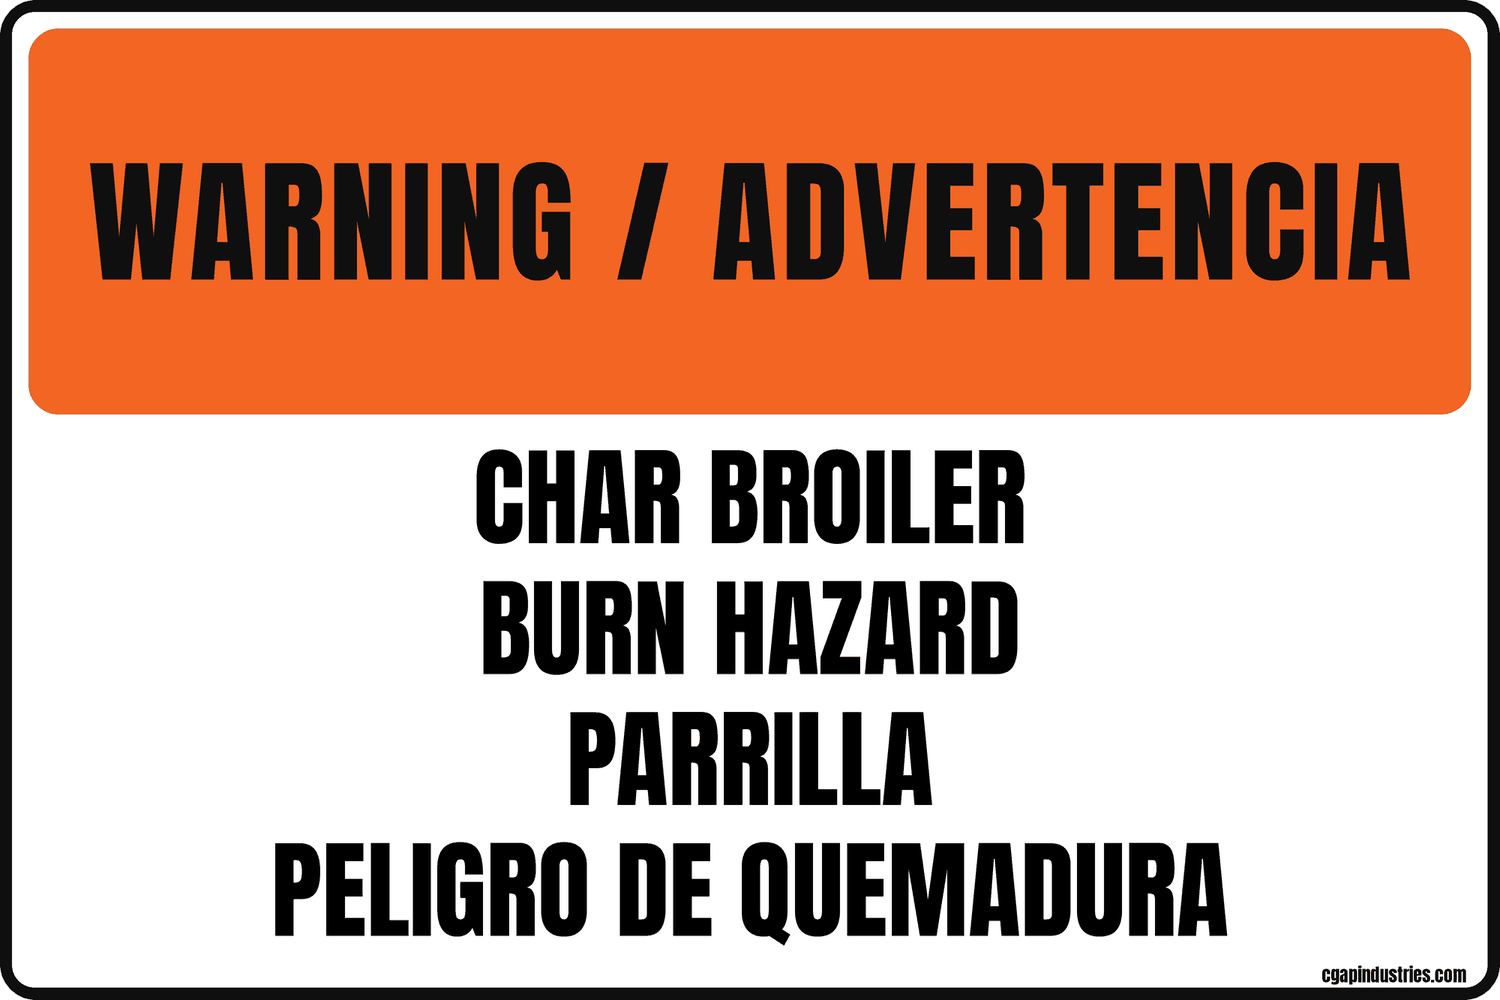 WARNING / ADVERTENCIA
CHAR BROILER
BURN HAZARD
PARRILLA
PELIGRO DE QUEMADURA
cgapindustries.com